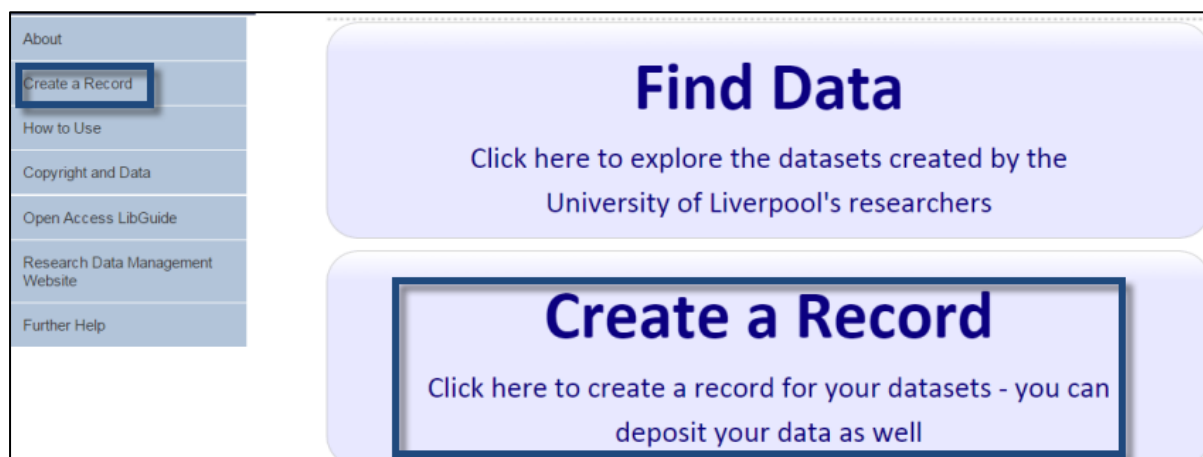 About
Create a Record
How to Use
Copyright and Data
Open Access LibGuide
Research Data Management
Website
Further Help
Find Data
Click here to explore the datasets created by the
University of Liverpool's researchers
Create a Record
Click here to create a record for your datasets - you can
deposit your data as well